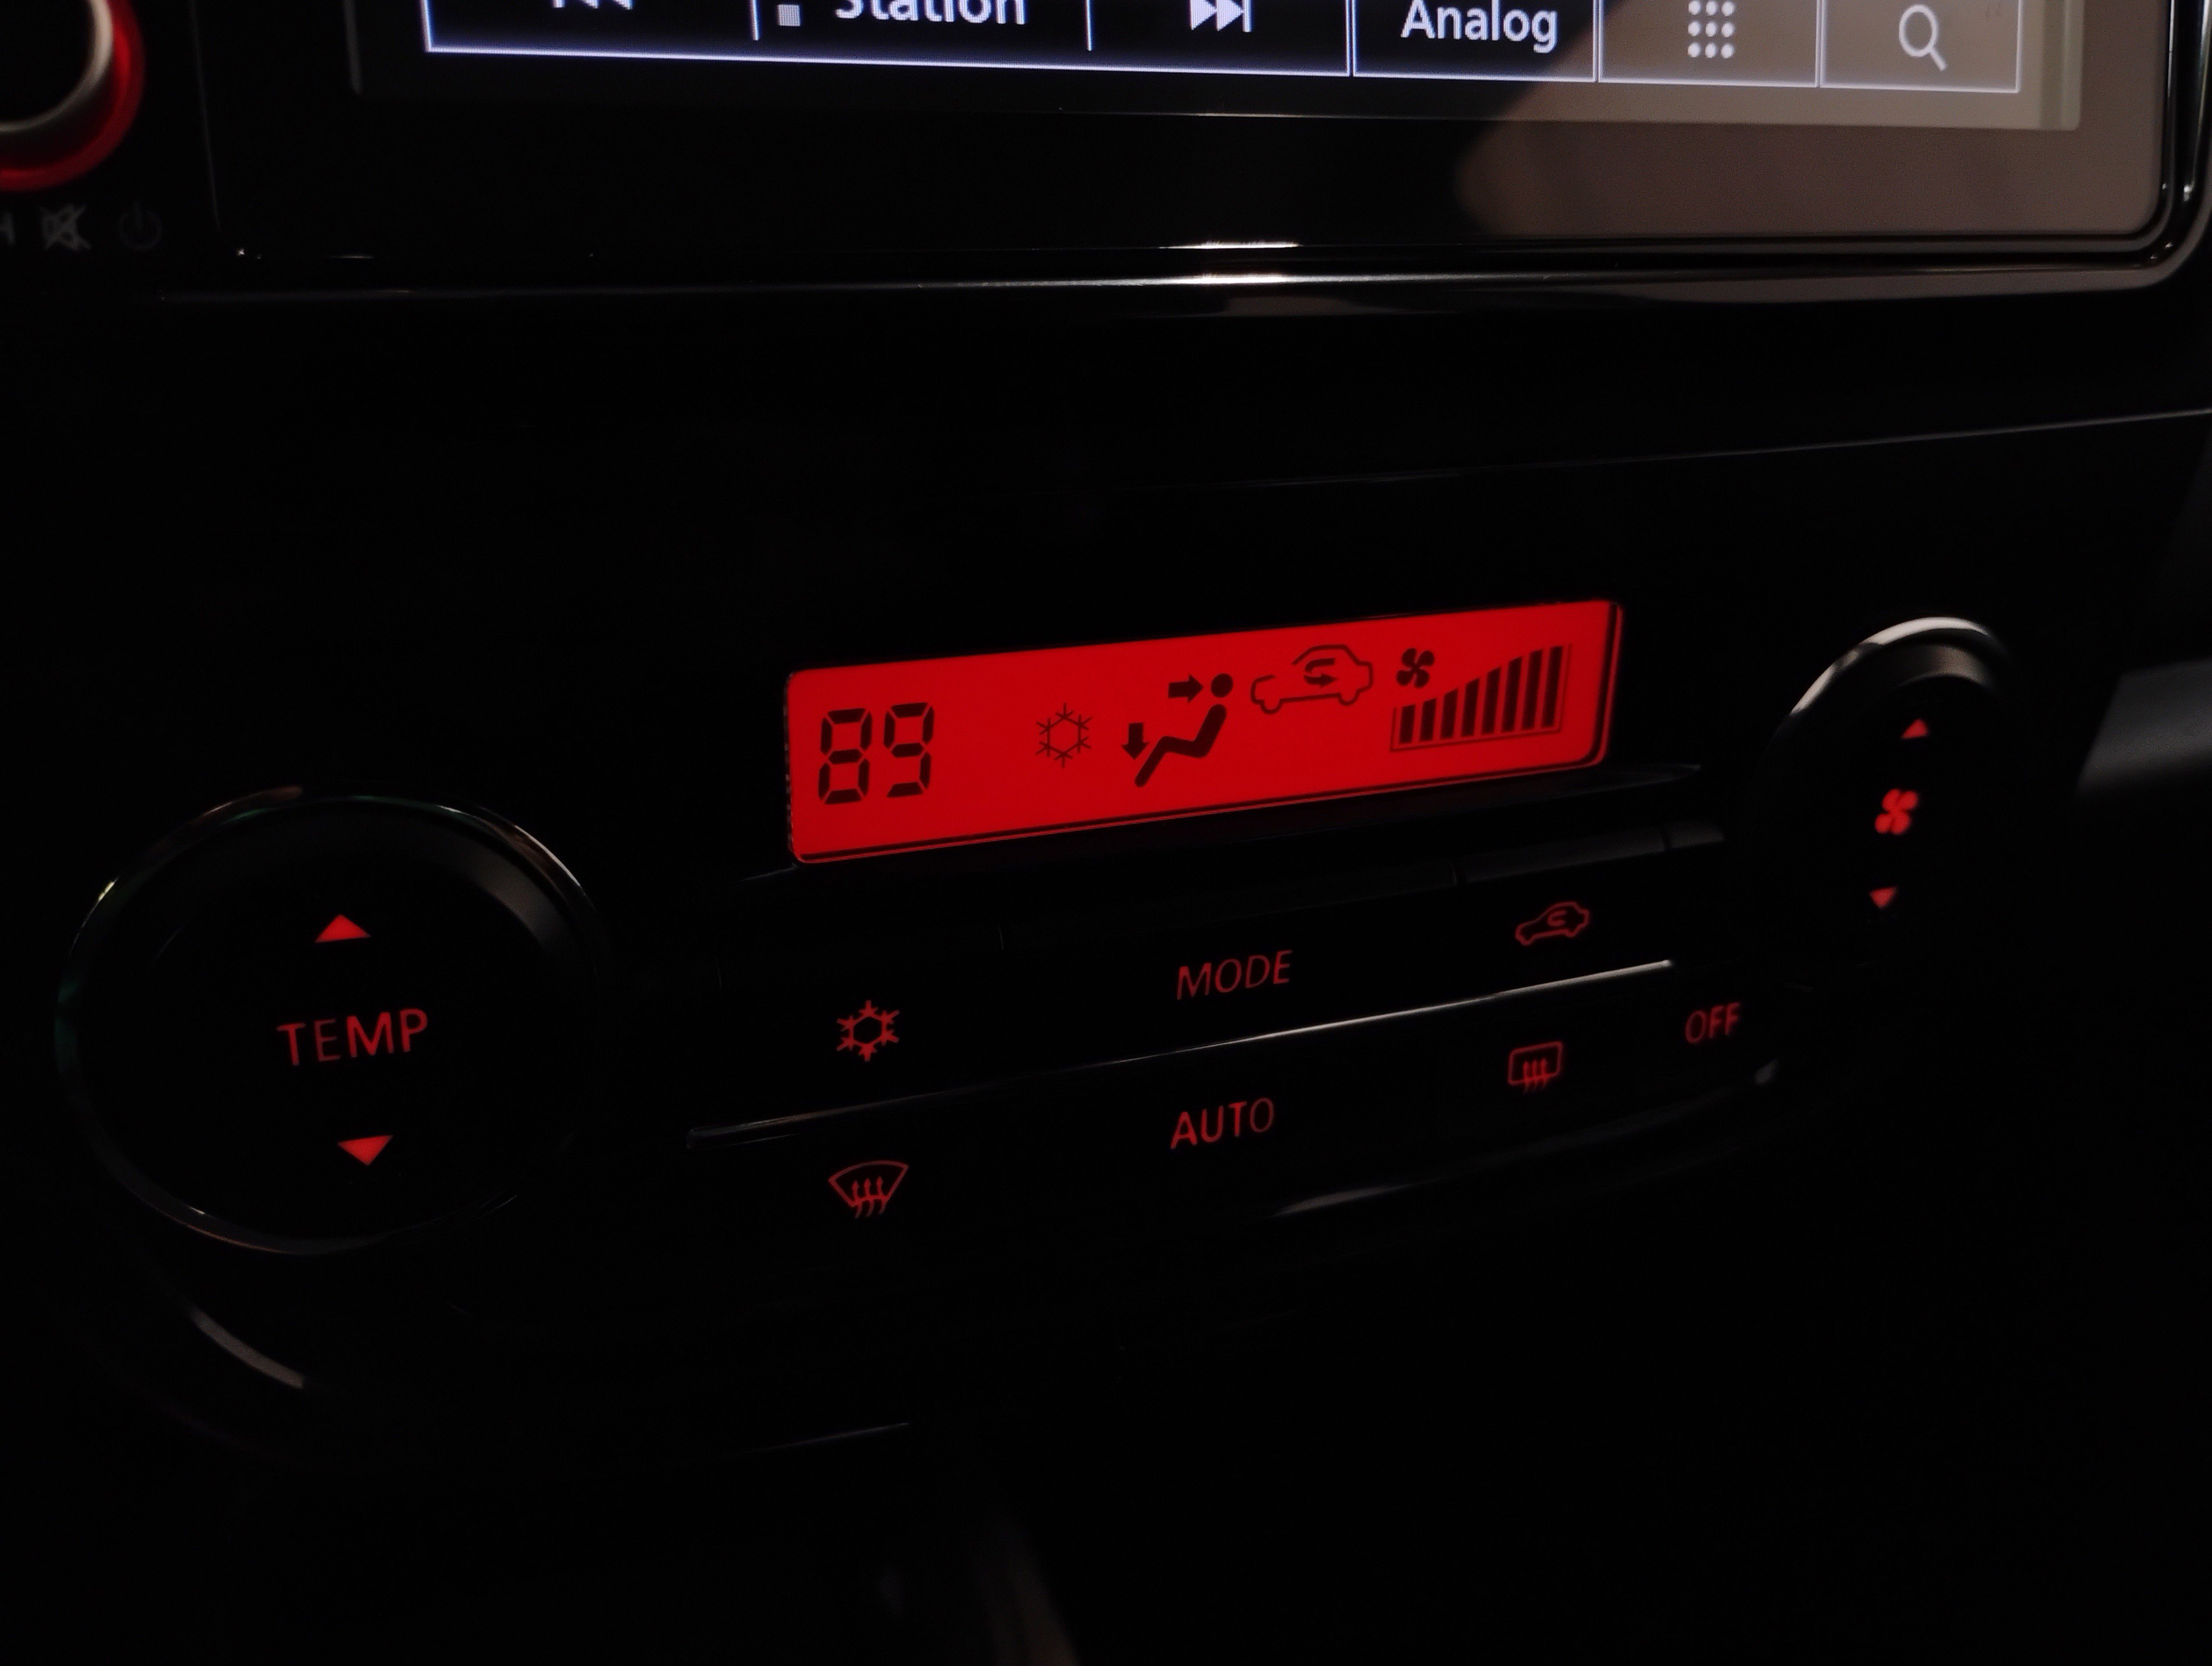 Station
Analog
89
TEMP
MODE
OFF
AUTO